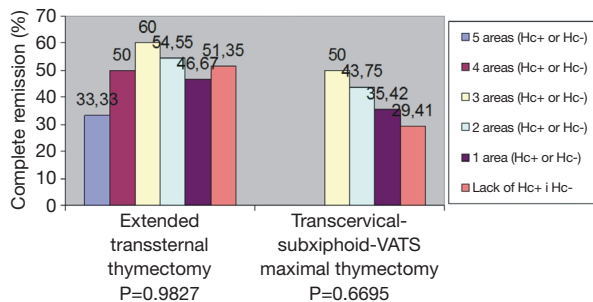 Complete remission (%)
70
60
50
40
30
20
10
0
33,33
50
60
54,55
46,67
51,35
50
43,75
35,42
29,41
Extended
transsternal
thymectomy
P=0.9827
Transcervical-
subxiphoid-VATS
maximal thymectomy
P=0.6695
5 areas (Hc+ or Hc-)
4 areas (Hc+ or Hc-)
3 areas (Hc+ or Hc-)
2 areas (Hc+ or Hc-)
1 area (Hc+ or Hc-)
Lack of Hc+ i Hc-